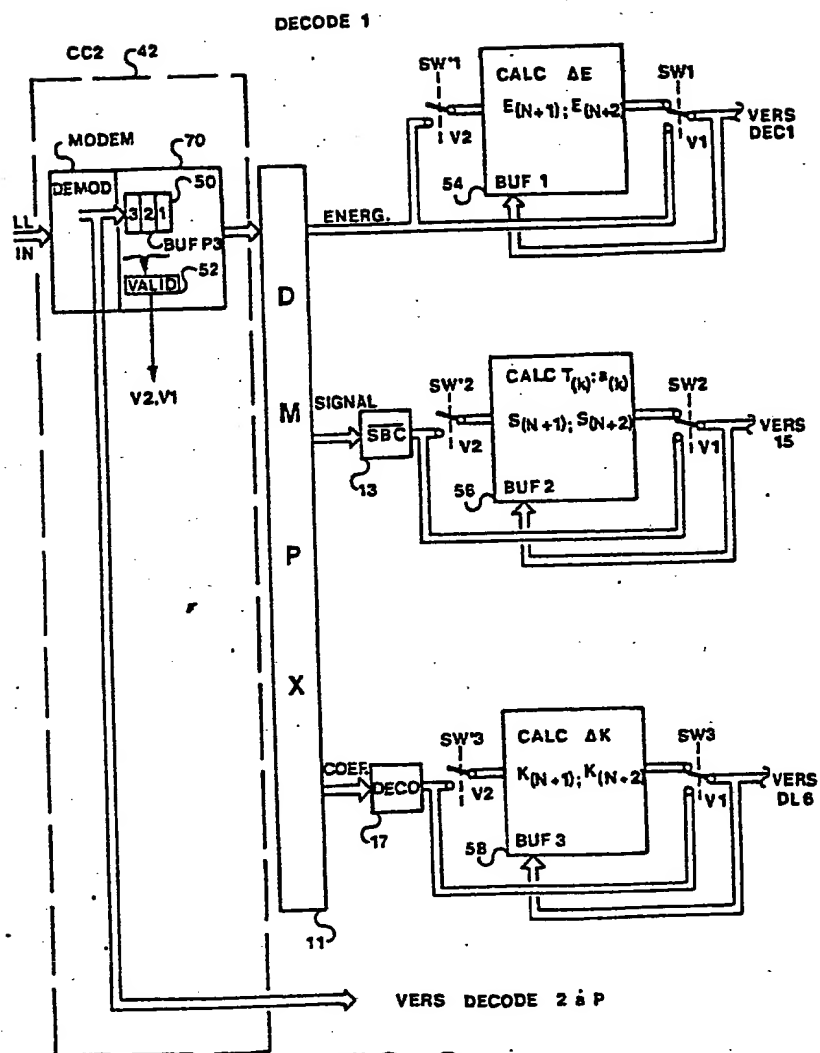 DECODE 1
CC2 42
MODEM 70
DEMOD
3 2 1 50
BUF P3
VALID 52
LL
IN
V2,V1
D
M
P
X
11
ENERG.
SW'1
V2
CALC ΔE
E(N+1); E(N+2)
BUF 1
54
SW1
V1
VERS
DEC1
SIGNAL
SBC
13
SW'2
V2
CALC T(k); a(k)
S(N+1); S(N+2)
BUF 2
56
SW2
V1
VERS
15
COEF.
DECO
17
SW'3
V2
CALC ΔK
K(N+1); K(N+2)
BUF 3
58
SW3
V1
VERS
DL6
VERS DECODE 2 à P